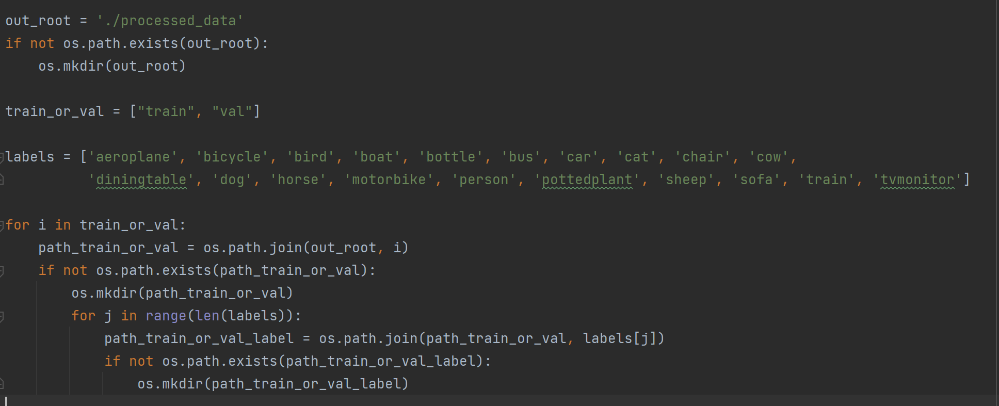 out_root = './processed_data'
if not os.path.exists(out_root):
    os.mkdir(out_root)

train_or_val = ["train", "val"]

labels = ['aeroplane', 'bicycle', 'bird', 'boat', 'bottle', 'bus', 'car', 'cat', 'chair', 'cow',
          'diningtable', 'dog', 'horse', 'motorbike', 'person', 'pottedplant', 'sheep', 'sofa', 'train', 'tvmonitor']

for i in train_or_val:
    path_train_or_val = os.path.join(out_root, i)
    if not os.path.exists(path_train_or_val):
        os.mkdir(path_train_or_val)
        for j in range(len(labels)):
            path_train_or_val_label = os.path.join(path_train_or_val, labels[j])
            if not os.path.exists(path_train_or_val_label):
                os.mkdir(path_train_or_val_label)